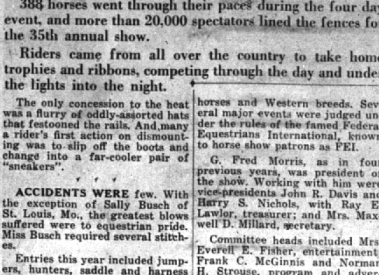 388 horses went through their paces during the four day
event, and more than 20,000 spectators lined the fences fo
the 35th annual show.
Riders came from all over the country to take hom
trophies and ribbons, competing through the day and unde
the lights into the night.
The only concession to the heat
was a flurry of oddly-assorted hats
that festooned the rails. And, many
a rider's first action on dismount-
ing was to slip off the boots and
change into a far-cooler pair of
"sneakers".
ACCIDENTS WERE few. With
the exception of Sally Busch of
St. Louis, Mo., the greatest blows
suffered were to equestrian pride.
Miss Busch required several stitch-
es.
Entries this year included jump-
ers, hunters, saddle and harness
horses and Western breeds. Sev
eral major events were judged un
der the rules of the famed Federa
Equestrians International, known
to horse show patrons as FEI.
G. Fred Morris, as in four
previous years, was president o
the show. Working with him wer
vice-presidents John R. Davis and
Harry S. Nichols, with Ray E
Lawlor, treasurer; and Mrs. Max
well D. Millard, secretary.
Committee heads included Mrs
Everell E. Fisher, entertainment
Frank C. McGinnis and Norman
H. Strouse, program and adver